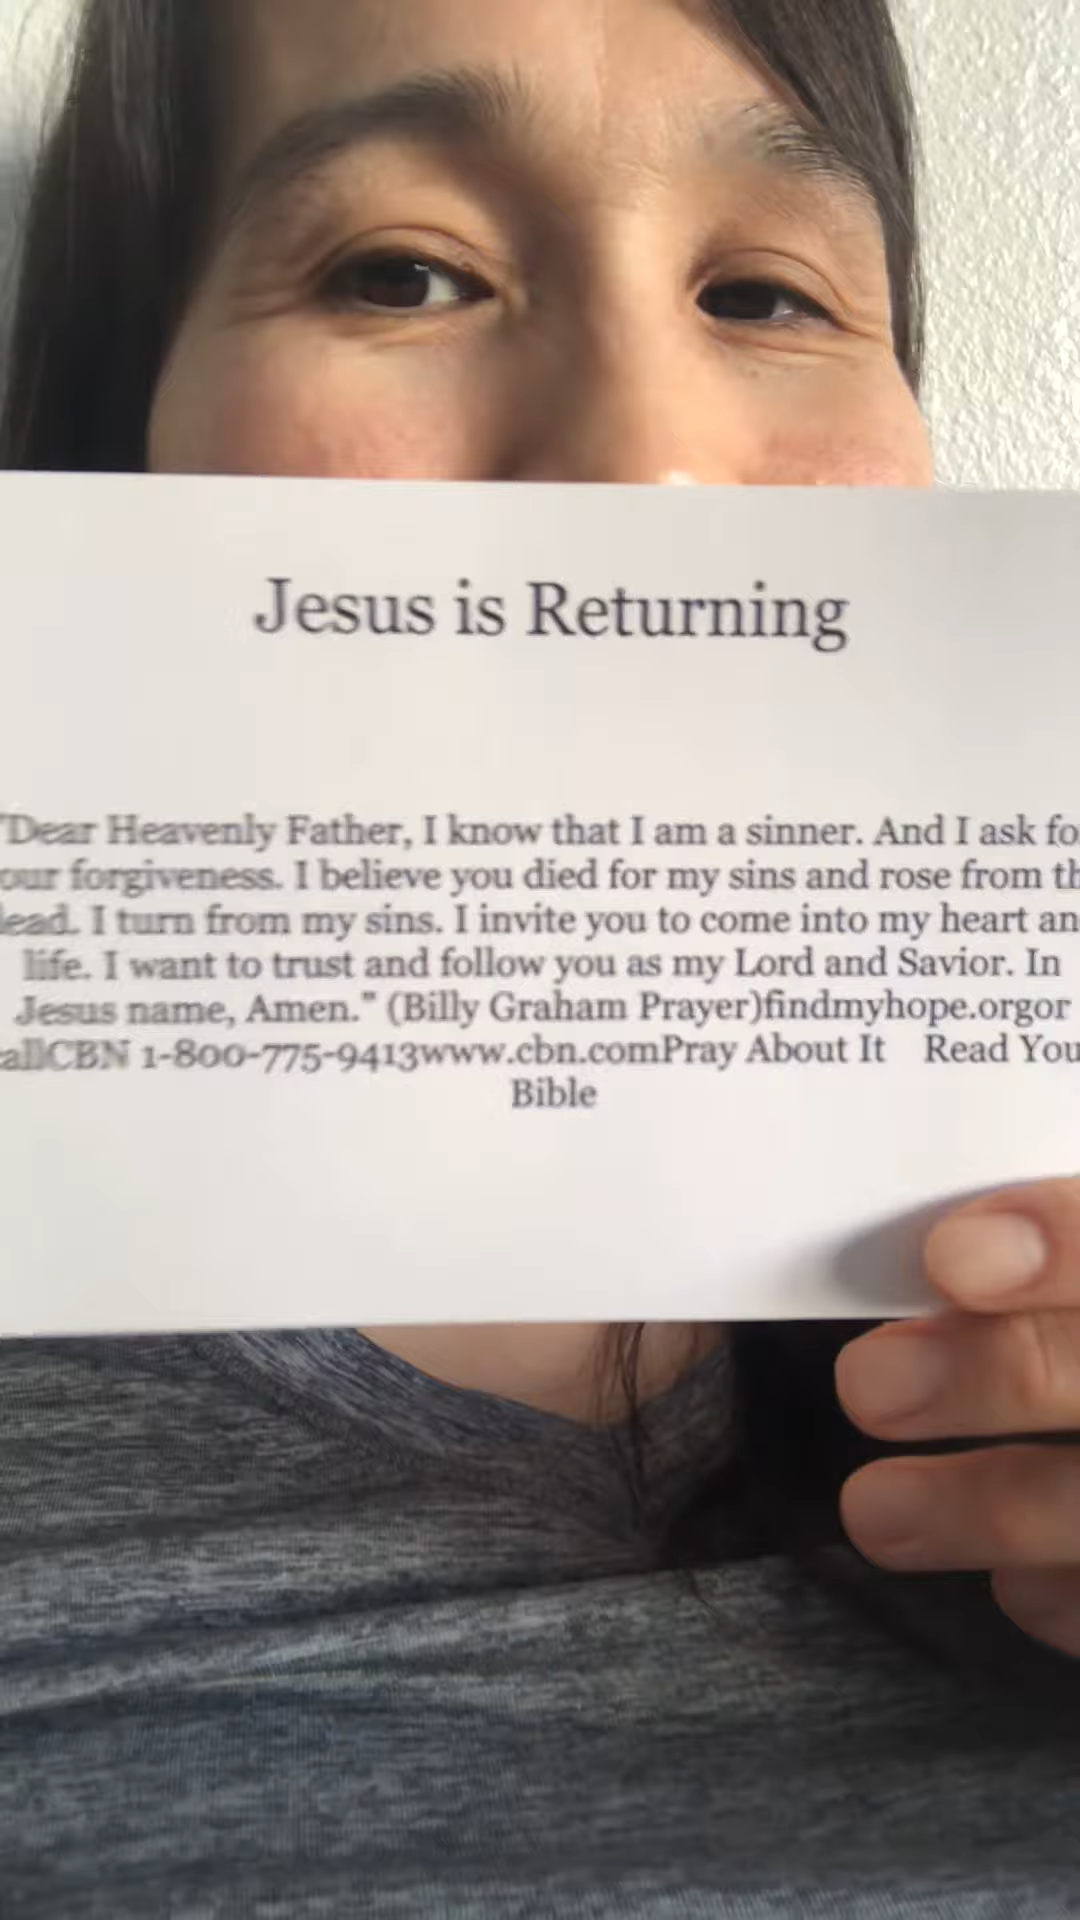 Jesus is Returning
"Dear Heavenly Father, I know that I am a sinner. And I ask fo
our forgiveness. I believe you died for my sins and rose from th
lead. I turn from my sins. I invite you to come into my heart an
life. I want to trust and follow you as my Lord and Savior. In
Jesus name, Amen." (Billy Graham Prayer)findmyhope.orgor
allCBN 1-800-775-9413www.cbn.comPray About It Read You
Bible